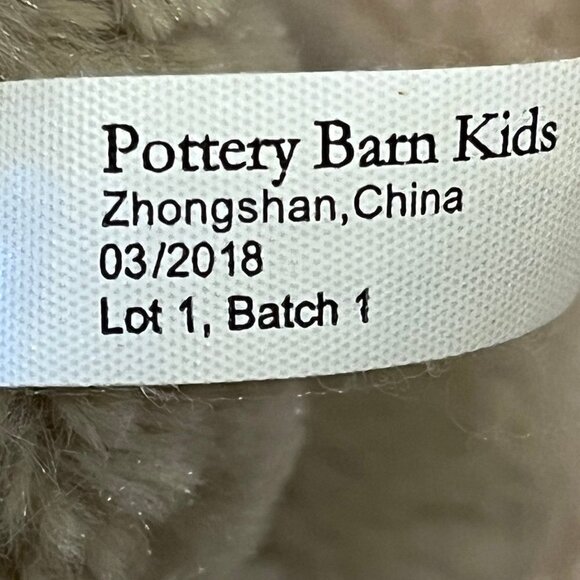 Pottery Barn Kids
Zhongshan,China
03/2018
Lot 1, Batch 1